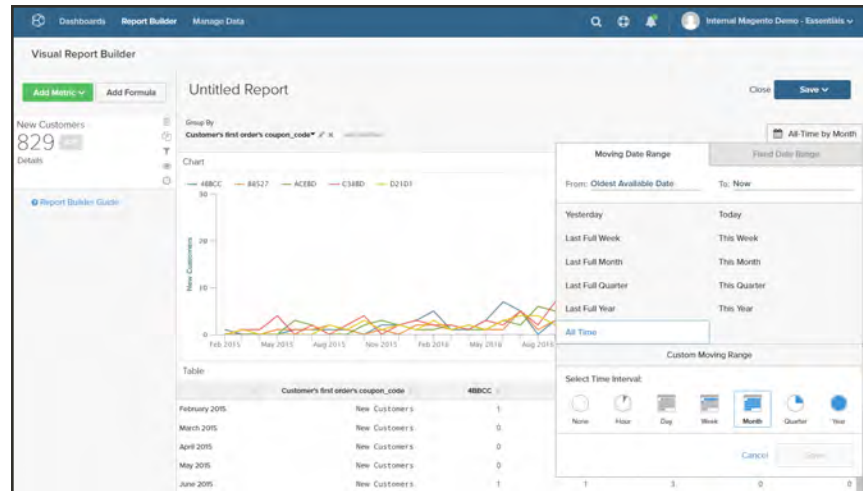 Dashboards Report Builder Manage Data Internal Magento Demo - Essentials
Visual Report Builder
Add Metric Add Formula Untitled Report Close Save
New Customers
829
Details
Group By
Customer's first order's coupon_code All-Time by Month
Chart
4BBCC B6527 ACEBD C34BD D21D1
Report Builder Guide
New Customers
30
20
10
0
Feb 2015 May 2015 Aug 2015 Nov 2015 Feb 2016 May 2016 Aug 2016
Moving Date Range Fixed Date Range
From: Oldest Available Date To: Now
Yesterday Today
Last Full Week This Week
Last Full Month This Month
Last Full Quarter This Quarter
Last Full Year This Year
All Time
Custom Moving Range
Select Time Interval:
None Hour Day Week Month Quarter Year
Cancel
Table
Customer's first order's coupon_code 4BBCC
February 2015 New Customers 1
March 2015 New Customers 0
April 2015 New Customers 0
May 2015 New Customers 0
June 2015 New Customers 1 1 3 0 0